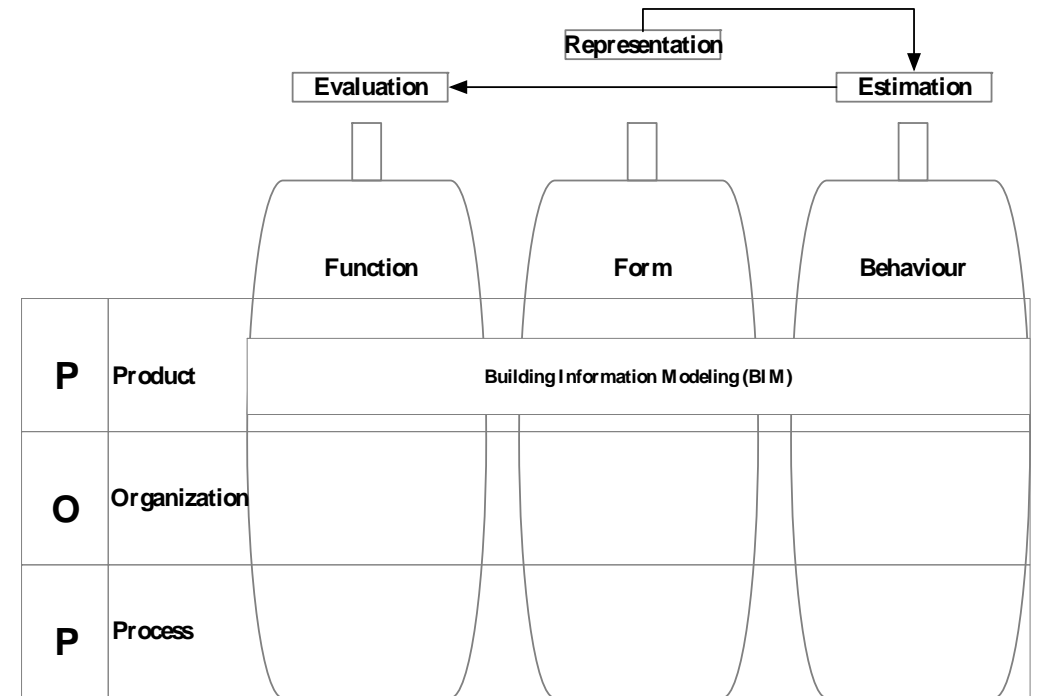 Representation
Evaluation
Estimation
Function
Form
Behaviour
P
Product
Building Information Modeling (BIM)
O
Organization
P
Process